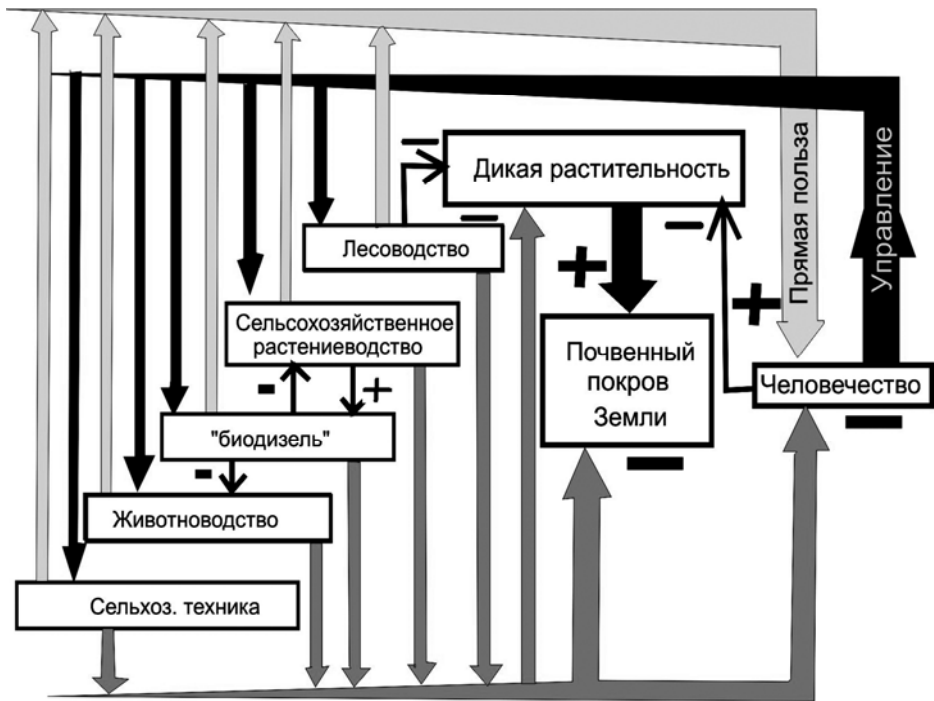 Дикая растительность
Лесоводство
Сельсохозяйственное
растениеводство
"биодизель"
Животноводство
Сельхоз. техника
Почвенный
покров
Земли
Прямая польза
Управление
Человечество